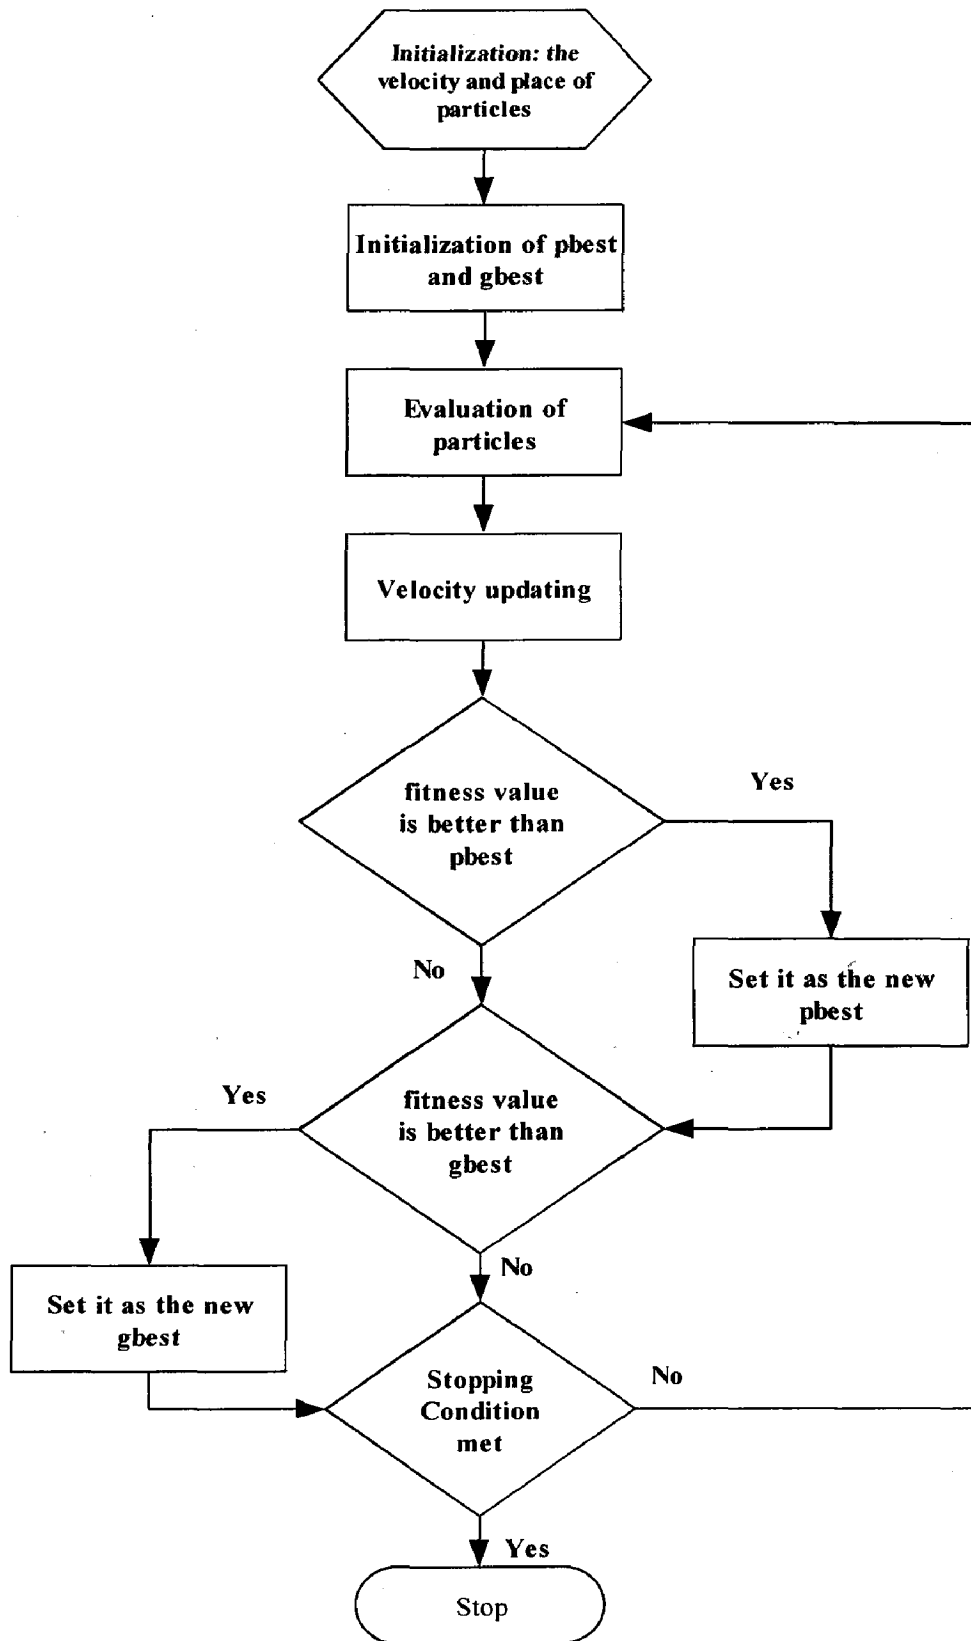 Initialization: the
velocity and place of
particles
Initialization of pbest
and gbest
Evaluation of
particles
Velocity updating
fitness value
is better than
pbest
Yes
No
Set it as the new
pbest
Yes
fitness value
is better than
gbest
No
Set it as the new
gbest
Stopping
Condition
met
No
Yes
Stop